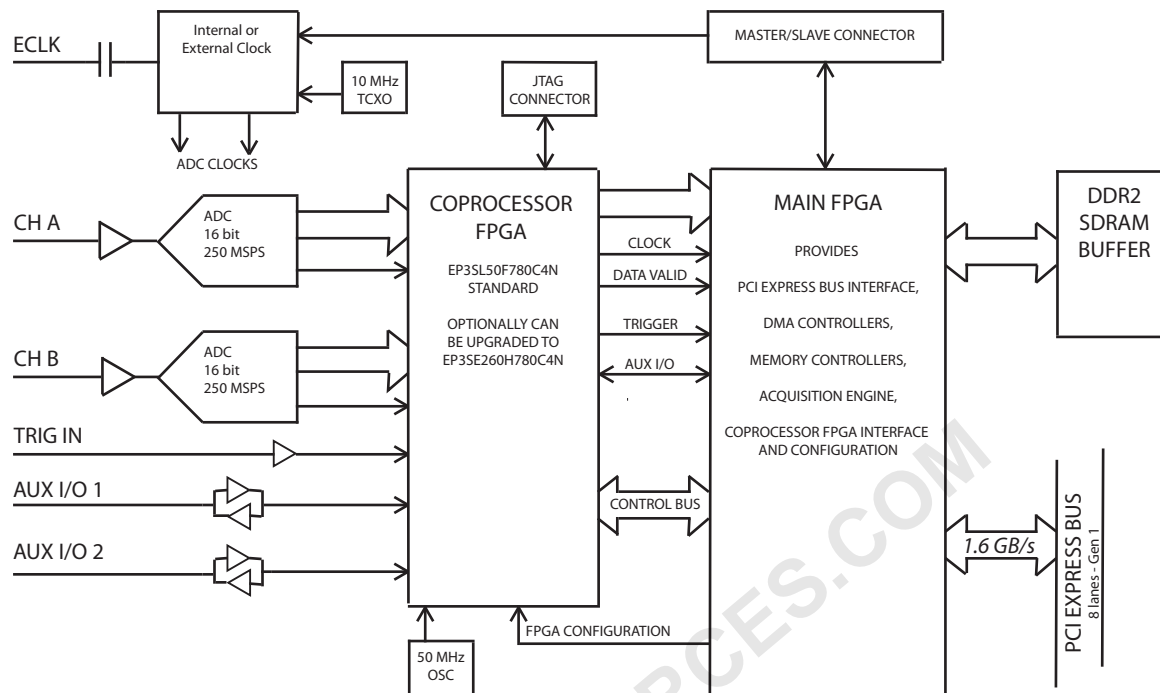 ECLK
Internal or
External Clock
10 MHz
TCXO
ADC CLOCKS
MASTER/SLAVE CONNECTOR
JTAG
CONNECTOR
CH A
ADC
16 bit
250 MSPS
CH B
ADC
16 bit
250 MSPS
TRIG IN
AUX I/O 1
AUX I/O 2
COPROCESSOR
FPGA
EP3SL50F780C4N
STANDARD
OPTIONALLY CAN
BE UPGRADED TO
EP3SE260H780C4N
50 MHz
OSC
CLOCK
DATA VALID
TRIGGER
AUX I/O
CONTROL BUS
FPGA CONFIGURATION
MAIN FPGA
PROVIDES
PCI EXPRESS BUS INTERFACE,
DMA CONTROLLERS,
MEMORY CONTROLLERS,
ACQUISITION ENGINE,
COPROCESSOR FPGA INTERFACE
AND CONFIGURATION
DDR2
SDRAM
BUFFER
1.6 GB/s
PCI EXPRESS BUS
8 lanes - Gen 1
RCES.COM